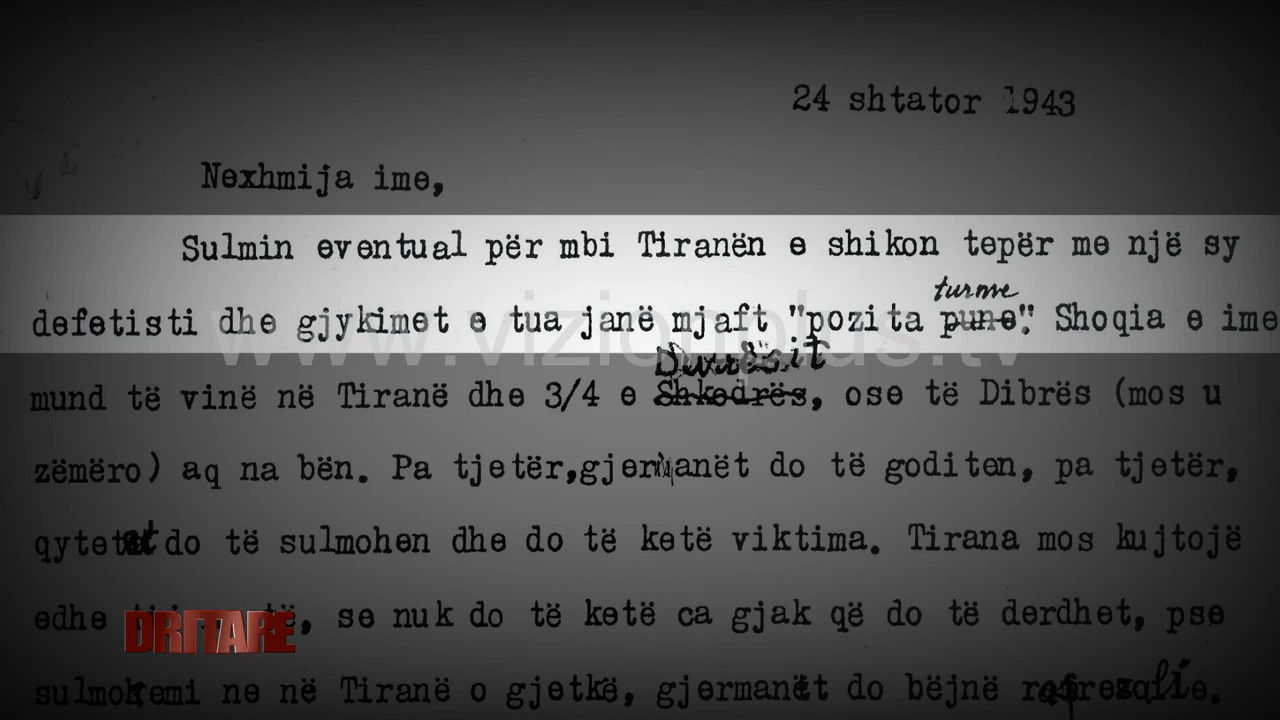 24 shtator 1943
Nexhmija ime,
Sulmin eventual për mbi Tiranën e shikon tepër me një sy
turme
defetisti dhe gjykimet e tua janë mjaft "pozita pune". Shoqia e ime
www.vizionplus.tv
mund të vinë në Tiranë dhe 3/4 e Shkodrës, ose të Dibrës (mos u
zëmëro) aq na bën. Pa tjetër,gjermanët do të goditen, pa tjetër,
do të sulmohen dhe do të ketë viktima. Tirana mos kujtojë
edhe se nuk do të ketë ca gjak që do të derdhet, pse
DRITARE
sulmohemi ne në Tiranë o gjetkë, gjermanët do bëjnë